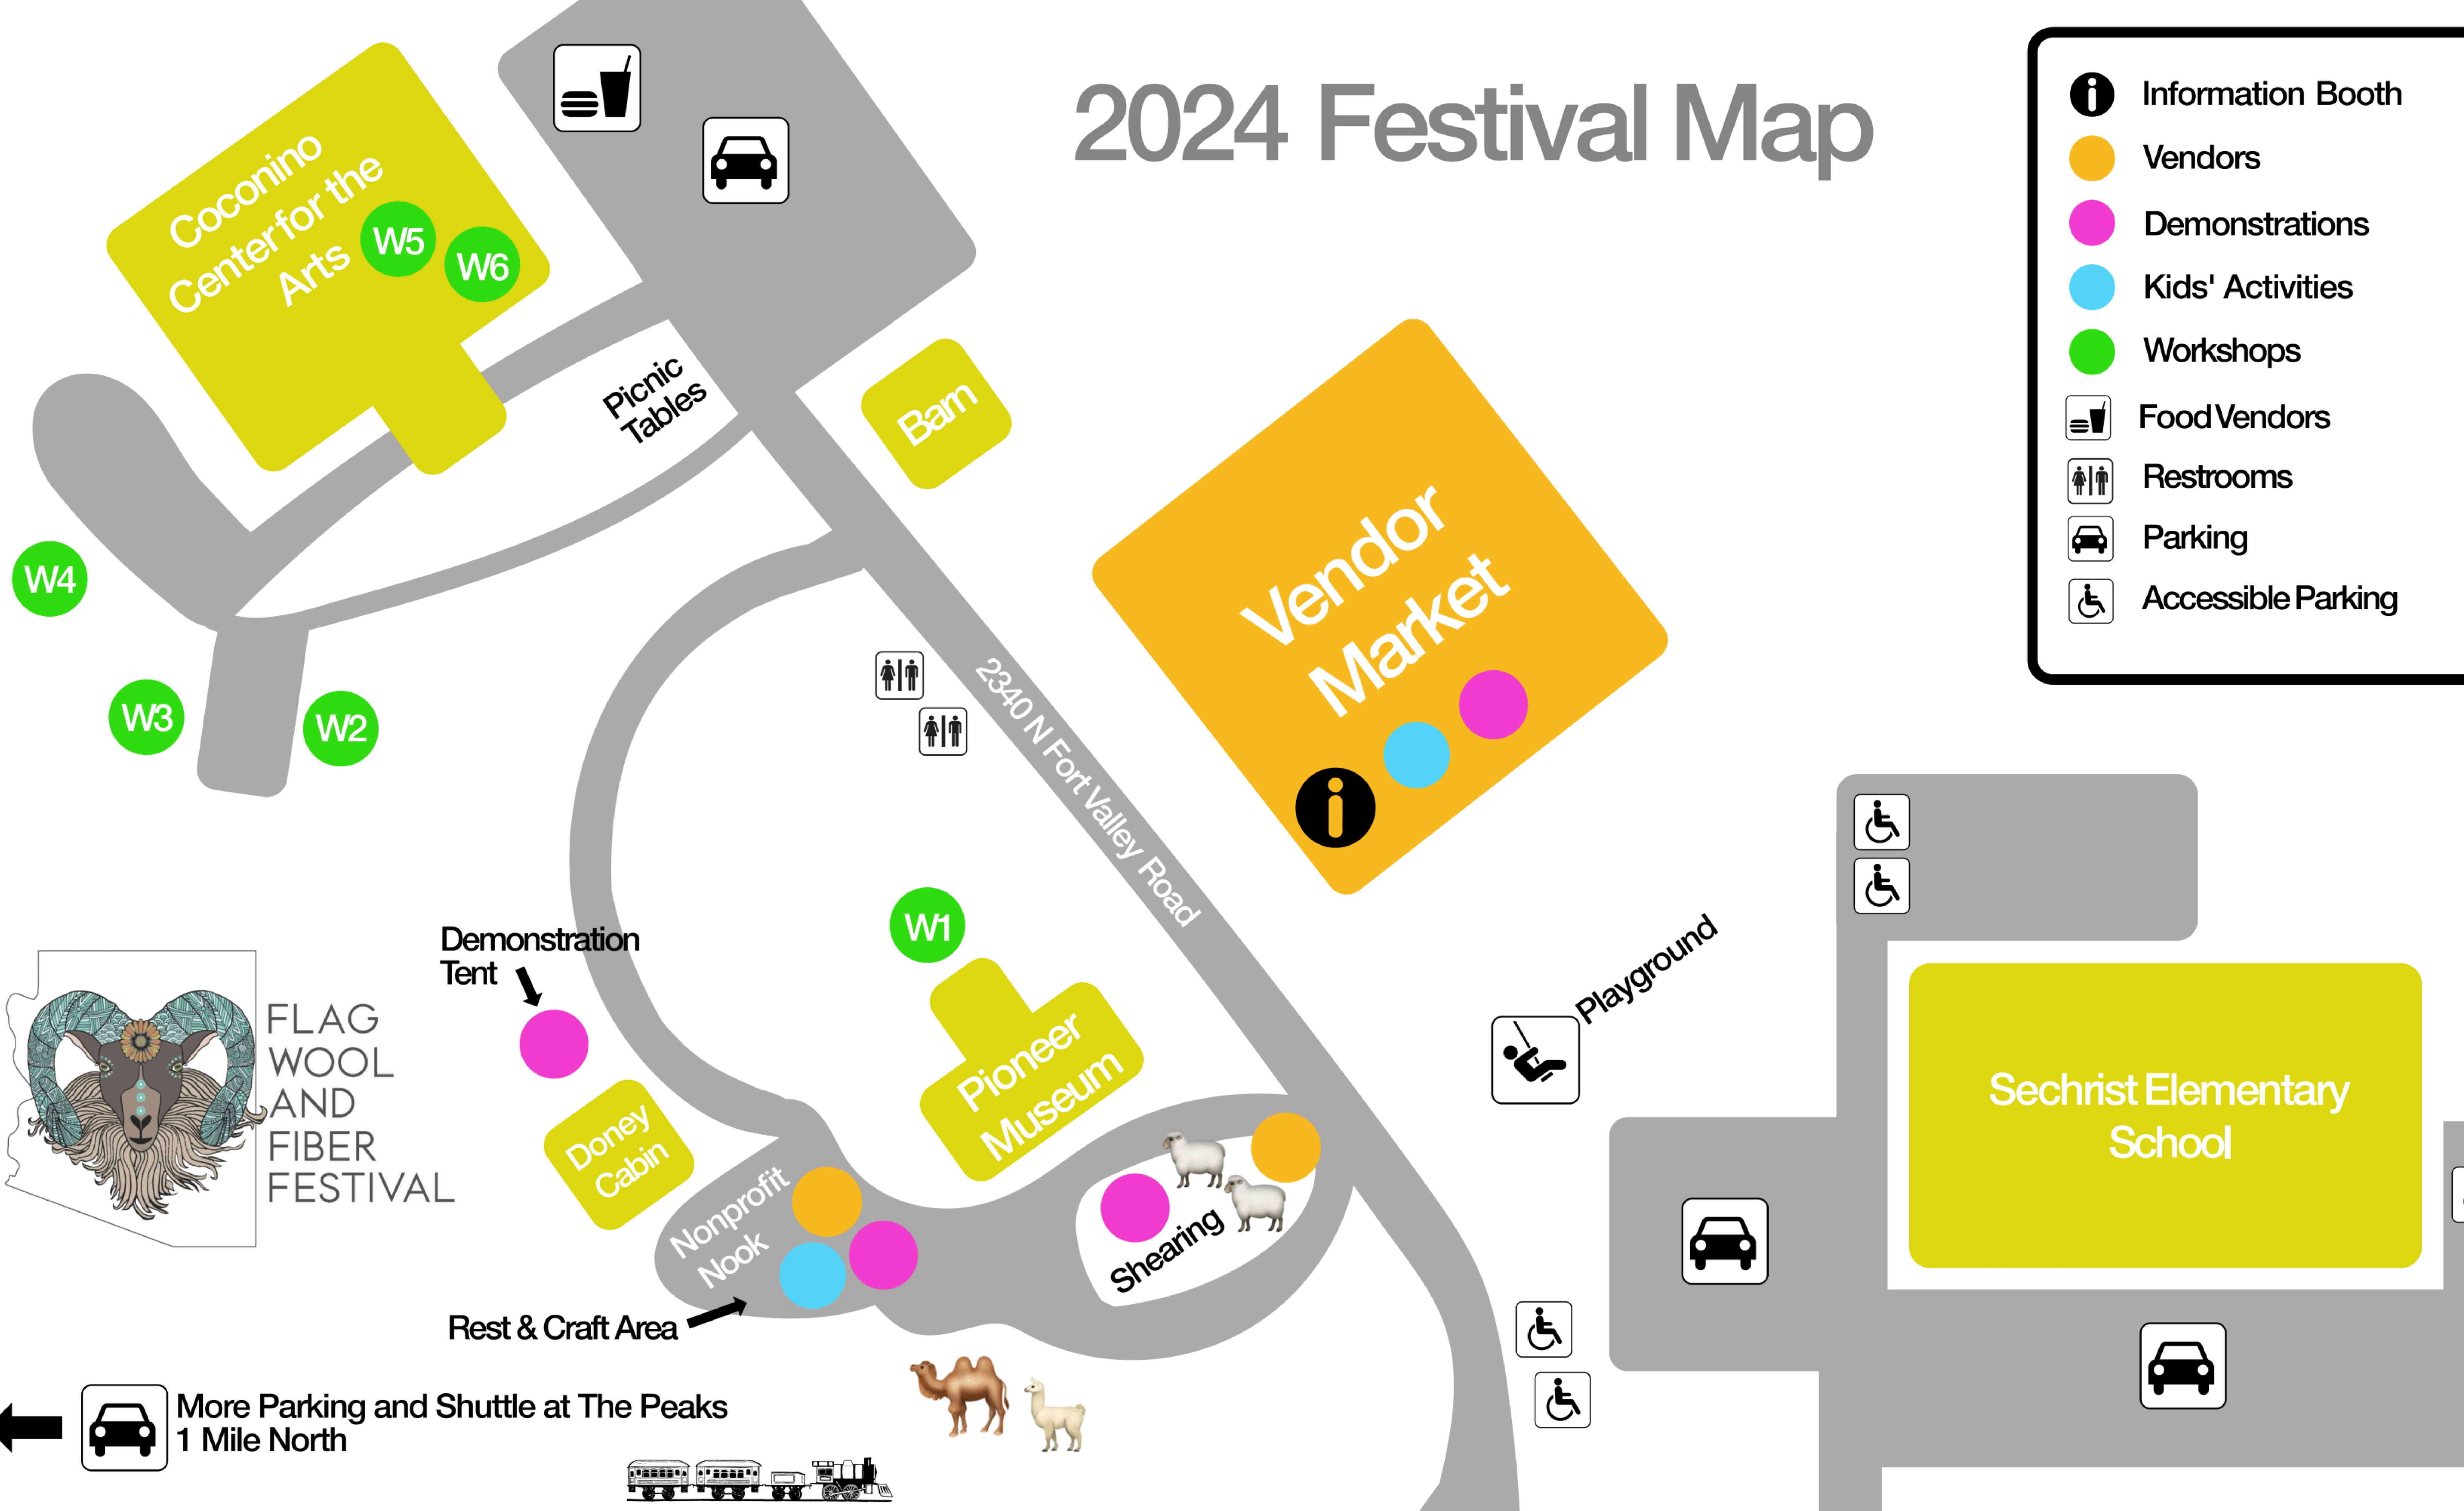 2024 Festival Map
Information Booth
Vendors
Demonstrations
Kids' Activities
Workshops
Food Vendors
Restrooms
Parking
Accessible Parking
Coconino
Center for the
Arts
W5
W6
Picnic
Tables
Barn
W4
W3
W2
Vendor
Market
2340 N Fort Valley Road
W1
Demonstration
Tent
Playground
Pioneer
Museum
Doney
Cabin
Nonprofit
Nook
Shearing
Rest & Craft Area
Sechrist Elementary
School
FLAG
WOOL
AND
FIBER
FESTIVAL
More Parking and Shuttle at The Peaks
1 Mile North